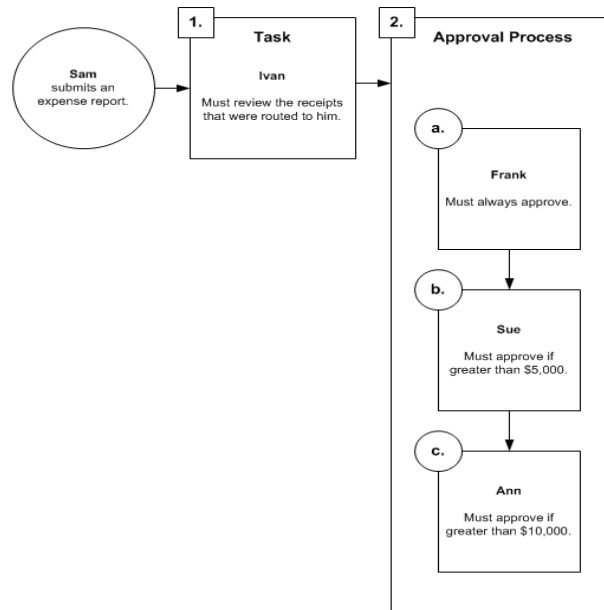 Sam
submits an
expense report.
1.
Task
Ivan
Must review the receipts
that were routed to him.
2.
Approval Process
a.
Frank
Must always approve.
b.
Sue
Must approve if
greater than $5,000.
c.
Ann
Must approve if
greater than $10,000.